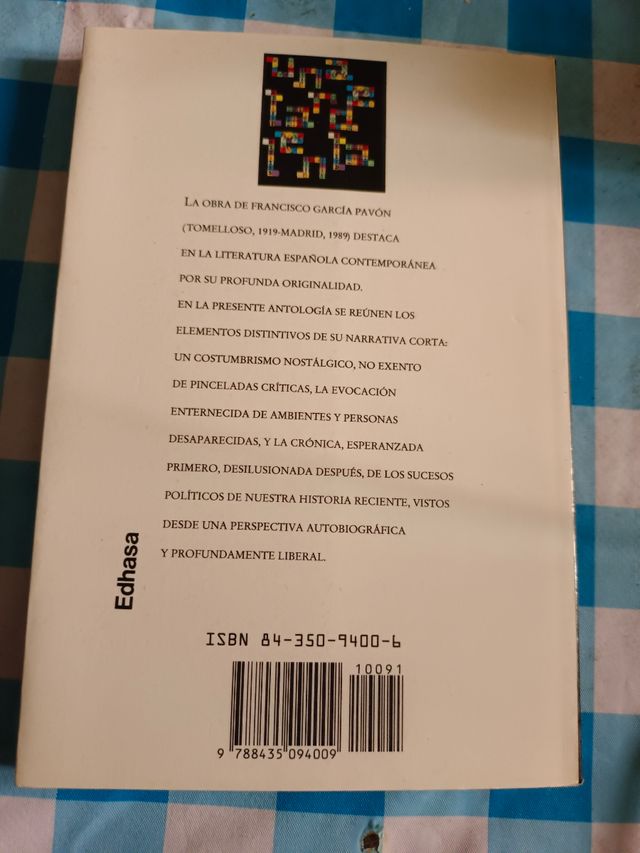 una
tarde
en la
LA OBRA DE FRANCISCO GARCÍA PAVÓN
(TOMELLOSO, 1919-MADRID, 1989) DESTACA
EN LA LITERATURA ESPAÑOLA CONTEMPORÁNEA
POR SU PROFUNDA ORIGINALIDAD.
EN LA PRESENTE ANTOLOGÍA SE REÚNEN LOS
ELEMENTOS DISTINTIVOS DE SU NARRATIVA CORTA:
UN COSTUMBRISMO NOSTÁLGICO, NO EXENTO
DE PINCELADAS CRÍTICAS, LA EVOCACIÓN
ENTERNECIDA DE AMBIENTES Y PERSONAS
DESAPARECIDAS, Y LA CRÓNICA, ESPERANZADA
PRIMERO, DESILUSIONADA DESPUÉS, DE LOS SUCESOS
POLÍTICOS DE NUESTRA HISTORIA RECIENTE, VISTOS
DESDE UNA PERSPECTIVA AUTOBIOGRÁFICA
Y PROFUNDAMENTE LIBERAL.
Edhasa
ISBN 84-350-9400-6
10091
9 788435 094009